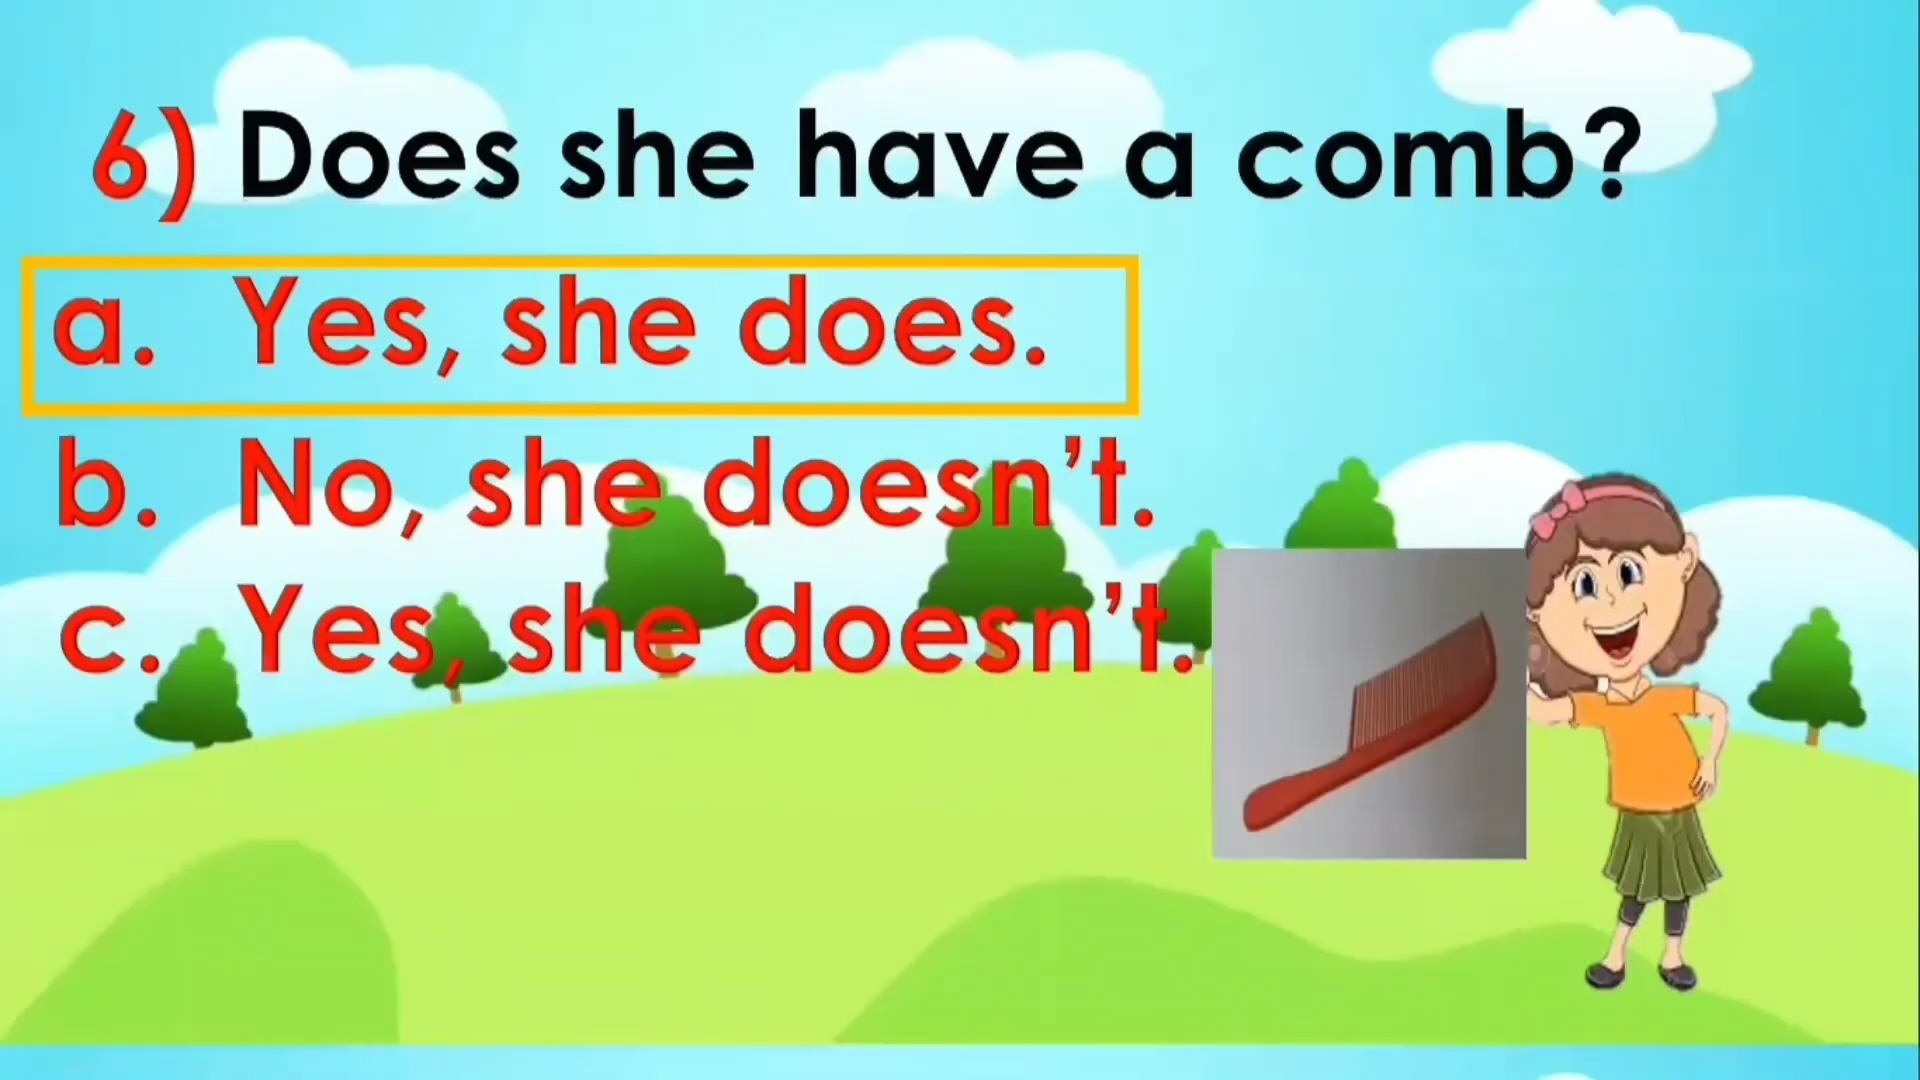 6) Does she have a comb?
a. Yes, she does.
b. No, she doesn’t.
c. Yes, she doesn’t.